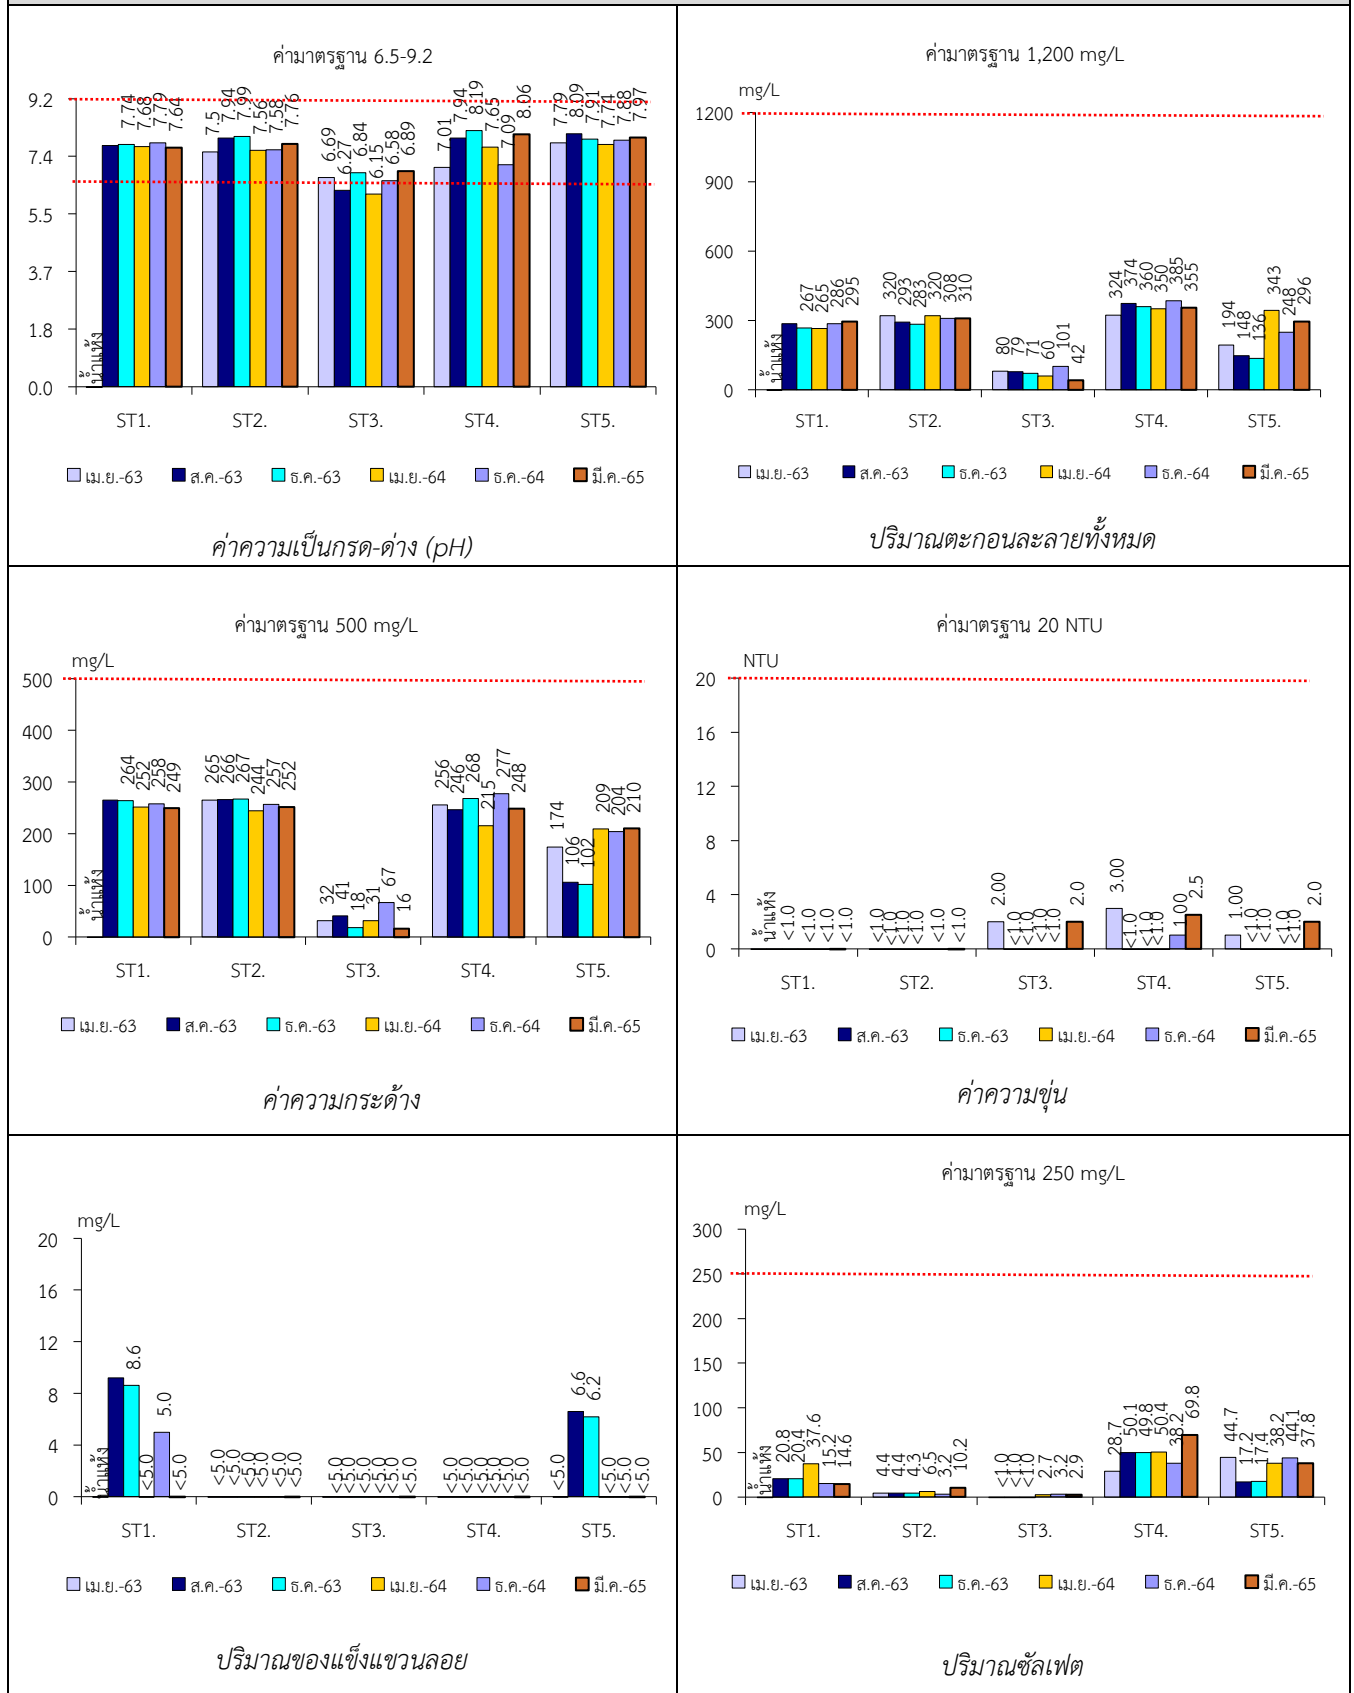 ค่ามาตรฐาน 6.5-9.2
9.2
7.4
5.5
3.7
1.8
0.0
น้ำแห้ง 7.74 7.68 7.79 7.64
7.5 7.94 7.99 7.56 7.58 7.76
6.69 6.27 6.84 6.15 6.58 6.89
7.01 7.94 8.19 7.65 7.09 8.06
7.79 8.09 7.91 7.74 7.88 7.97
ST1. ST2. ST3. ST4. ST5.
เม.ย.-63 ส.ค.-63 ธ.ค.-63 เม.ย.-64 ธ.ค.-64 มี.ค.-65
ค่าความเป็นกรด-ด่าง (pH)
ค่ามาตรฐาน 1,200 mg/L
mg/L
1200
900
600
300
0
น้ำแห้ง 267 265 286 295
320 293 283 320 308 310
80 79 71 60 101 42
324 374 360 350 385 355
194 148 136 343 248 296
ST1. ST2. ST3. ST4. ST5.
เม.ย.-63 ส.ค.-63 ธ.ค.-63 เม.ย.-64 ธ.ค.-64 มี.ค.-65
ปริมาณตะกอนละลายทั้งหมด
ค่ามาตรฐาน 500 mg/L
mg/L
500
400
300
200
100
0
น้ำแห้ง 264 252 258 249
265 266 267 244 257 252
32 41 18 31 67 16
256 246 268 215 277 248
174 106 102 209 204 210
ST1. ST2. ST3. ST4. ST5.
เม.ย.-63 ส.ค.-63 ธ.ค.-63 เม.ย.-64 ธ.ค.-64 มี.ค.-65
ค่าความกระด้าง
ค่ามาตรฐาน 20 NTU
NTU
20
16
12
8
4
0
น้ำแห้ง <1.0 <1.0 <1.0 <1.0
<1.0 <1.0 <1.0 <1.0 <1.0
2.00 <1.0 <1.0 <1.0 <1.0 2.0
3.00 <1.0 <1.0 <1.0 1.00 2.5
1.00 <1.0 <1.0 <1.0 <1.0 2.0
ST1. ST2. ST3. ST4. ST5.
เม.ย.-63 ส.ค.-63 ธ.ค.-63 เม.ย.-64 ธ.ค.-64 มี.ค.-65
ค่าความขุ่น
mg/L
20
16
12
8
4
0
น้ำแห้ง 8.6 <5.0 5.0 <5.0
<5.0 <5.0 <5.0 <5.0 <5.0 <5.0
<5.0 <5.0 <5.0 <5.0 <5.0 <5.0
<5.0 <5.0 <5.0 <5.0 <5.0 <5.0
<5.0 6.6 6.2 <5.0 <5.0 <5.0
ST1. ST2. ST3. ST4. ST5.
เม.ย.-63 ส.ค.-63 ธ.ค.-63 เม.ย.-64 ธ.ค.-64 มี.ค.-65
ปริมาณของแข็งแขวนลอย
ค่ามาตรฐาน 250 mg/L
mg/L
300
250
200
150
100
50
0
น้ำแห้ง 20.8 20.4 37.6 15.2 14.6
4.4 4.4 4.3 6.5 3.2 10.2
<1.0 <1.0 <1.0 2.7 3.2 2.9
28.7 50.1 49.8 50.4 38.2 69.8
44.7 17.2 17.4 38.2 44.1 37.8
ST1. ST2. ST3. ST4. ST5.
เม.ย.-63 ส.ค.-63 ธ.ค.-63 เม.ย.-64 ธ.ค.-64 มี.ค.-65
ปริมาณซัลเฟต